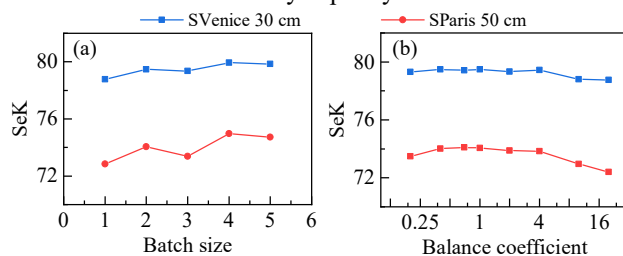 SVenice 30 cm SParis 50 cm
(a)
80
76
72
SeK
0 1 2 3 4 5 6
Batch size
(b)
80
76
72
SeK
0.25 1 4 16
Balance coefficient